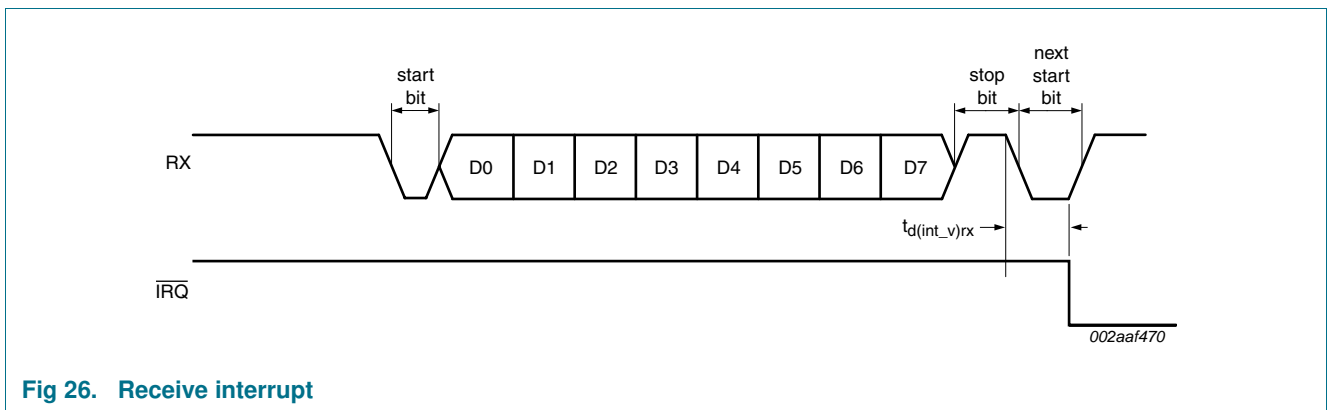 start
bit
stop
bit
next
start
bit
RX
D0 D1 D2 D3 D4 D5 D6 D7
td(int_v)rx
IRQ
002aaf470
Fig 26. Receive interrupt